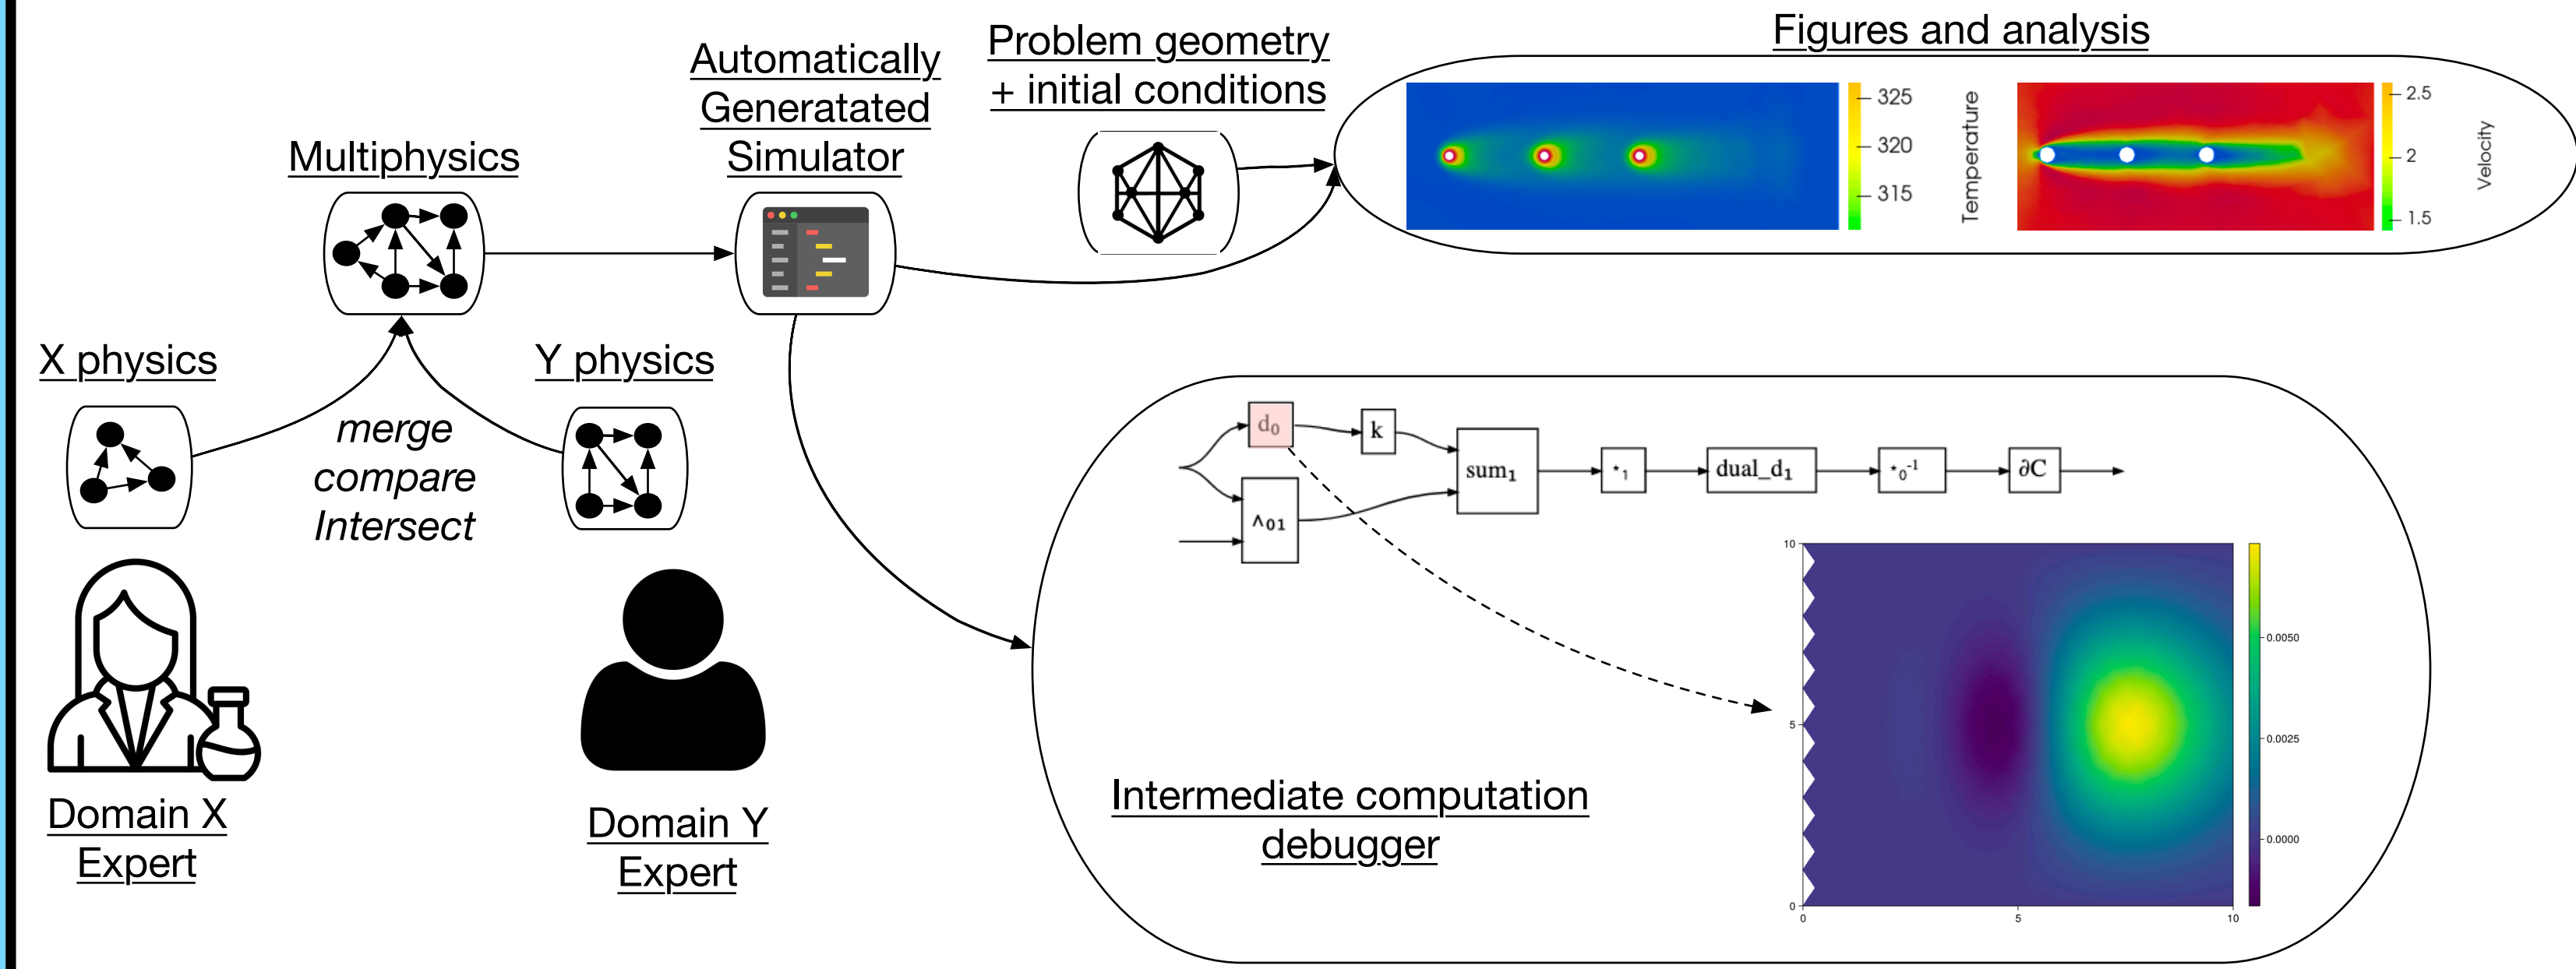 Figures and analysis
Problem geometry
+ initial conditions
Automatically
Generatated
Simulator
Multiphysics
325
320
315
Temperature
2.5
2
1.5
Velocity
X physics
Y physics
merge
compare
Intersect
d₀
k
∧₀₁
sum₁
⋆₁
dual_d₁
⋆₀⁻¹
∂C
10
5
0
0
5
10
0.0050
0.0025
0.0000
Intermediate computation
debugger
Domain X
Expert
Domain Y
Expert